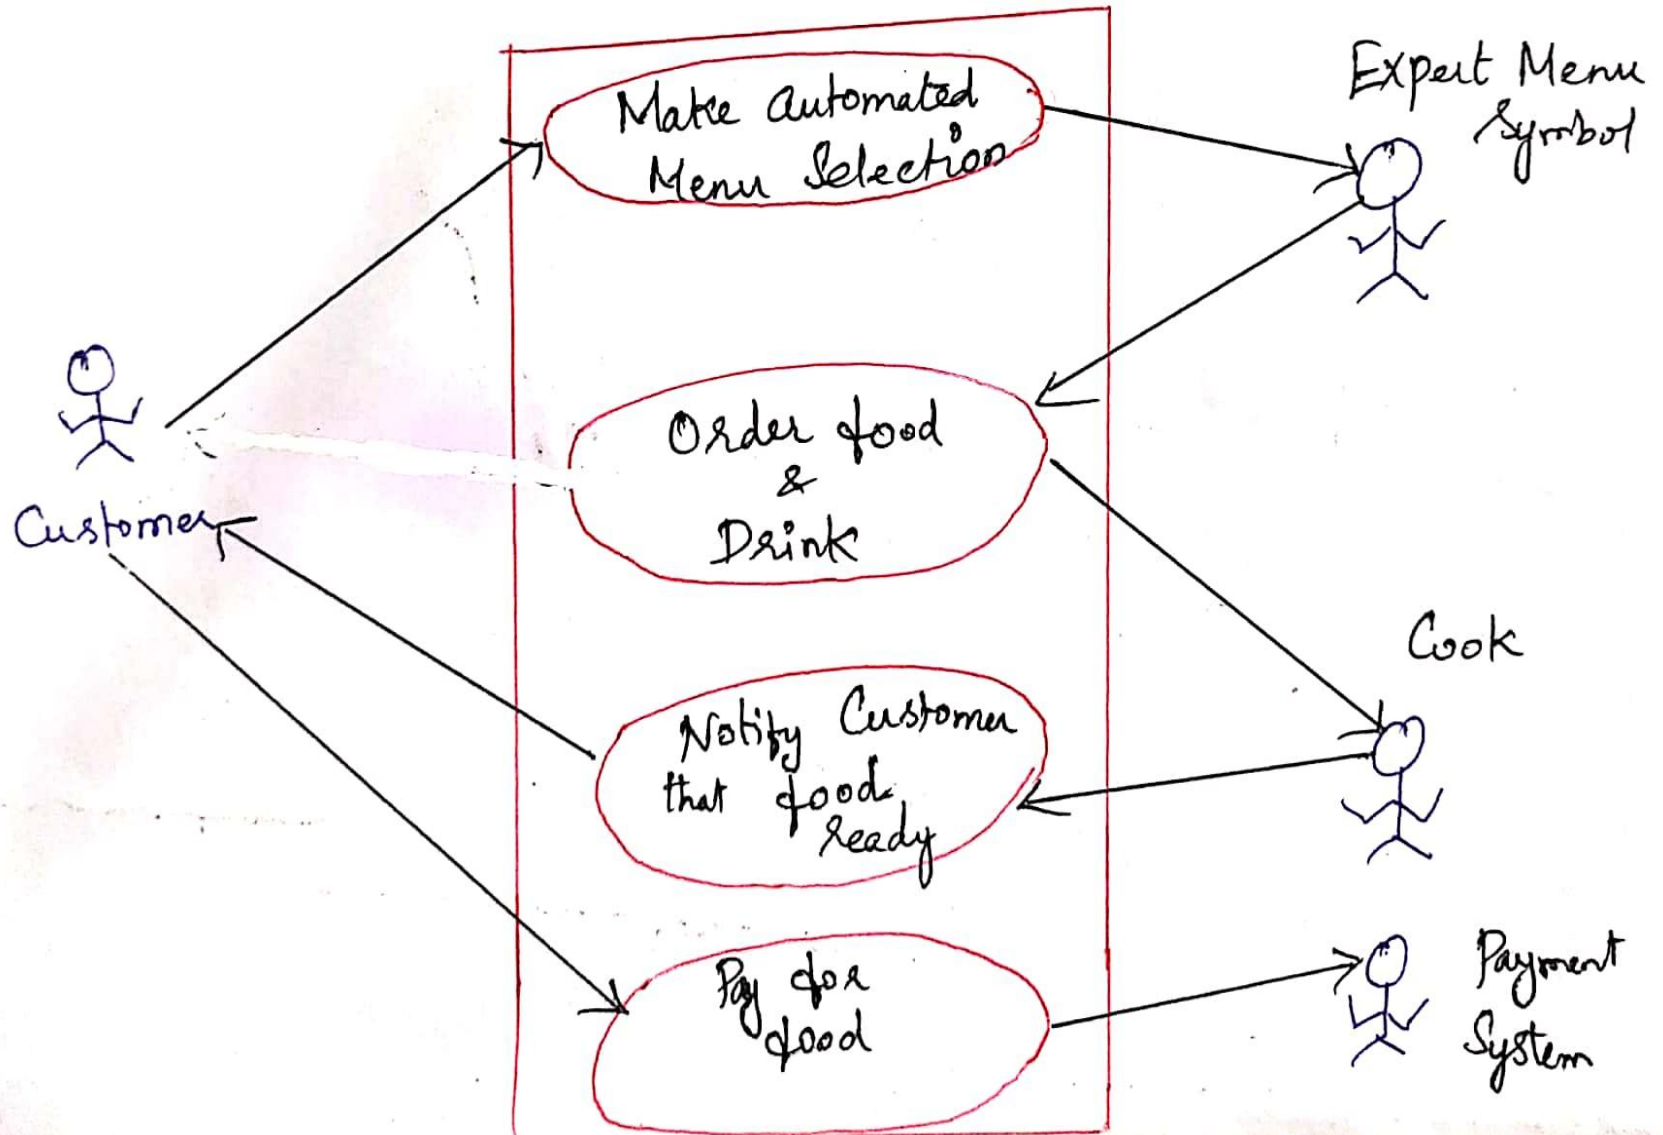 Make automated
Menu Selection
Expert Menu
Symbol
Order food
&
Drink
Customer
Cook
Notify Customer
that food
ready
Pay for
food
Payment
System